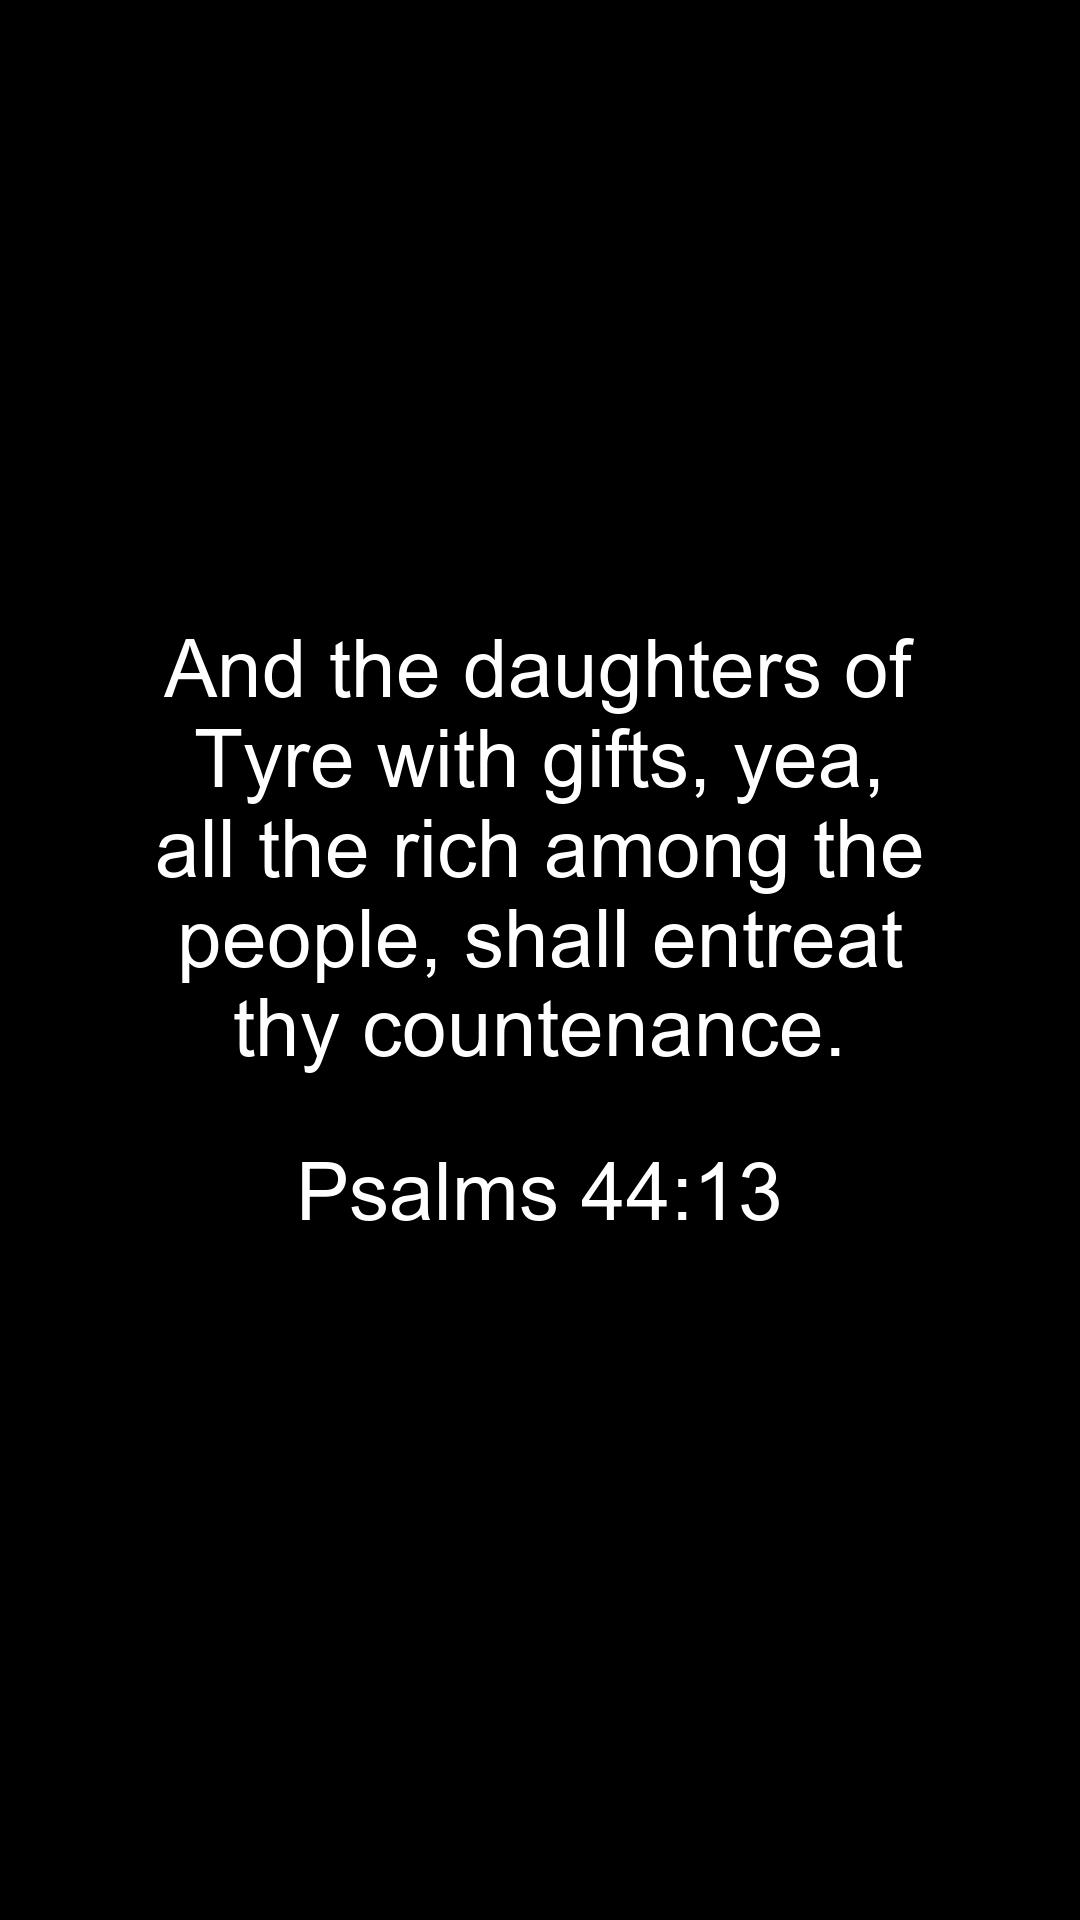 And the daughters of
Tyre with gifts, yea,
all the rich among the
people, shall entreat
thy countenance.
Psalms 44:13